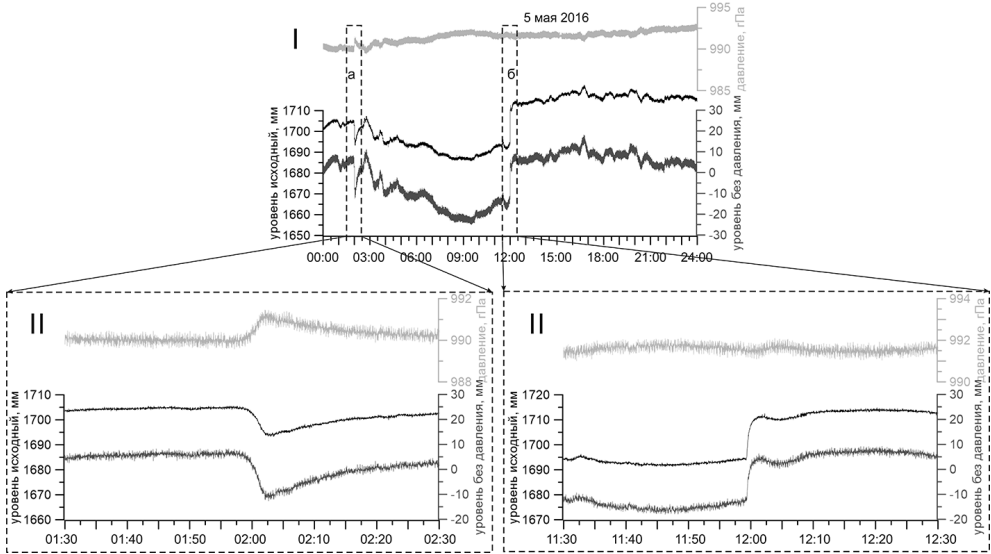 5 мая 2016
I
995
990
985
давление, гПа
а
б
1710
1700
1690
1680
1670
1660
1650
уровень исходный, мм
30
20
10
0
-10
-20
-30
уровень без давления, мм
00:00 03:00 06:00 09:00 12:00 15:00 18:00 21:00 24:00
II
992
990
988
давление, гПа
1710
1700
1690
1680
1670
1660
уровень исходный, мм
30
20
10
0
-10
-20
уровень без давления, мм
01:30 01:40 01:50 02:00 02:10 02:20 02:30
II
994
992
990
давление, гПа
1720
1710
1700
1690
1680
1670
уровень исходный, мм
30
20
10
0
-10
-20
уровень без давления, мм
11:30 11:40 11:50 12:00 12:10 12:20 12:30